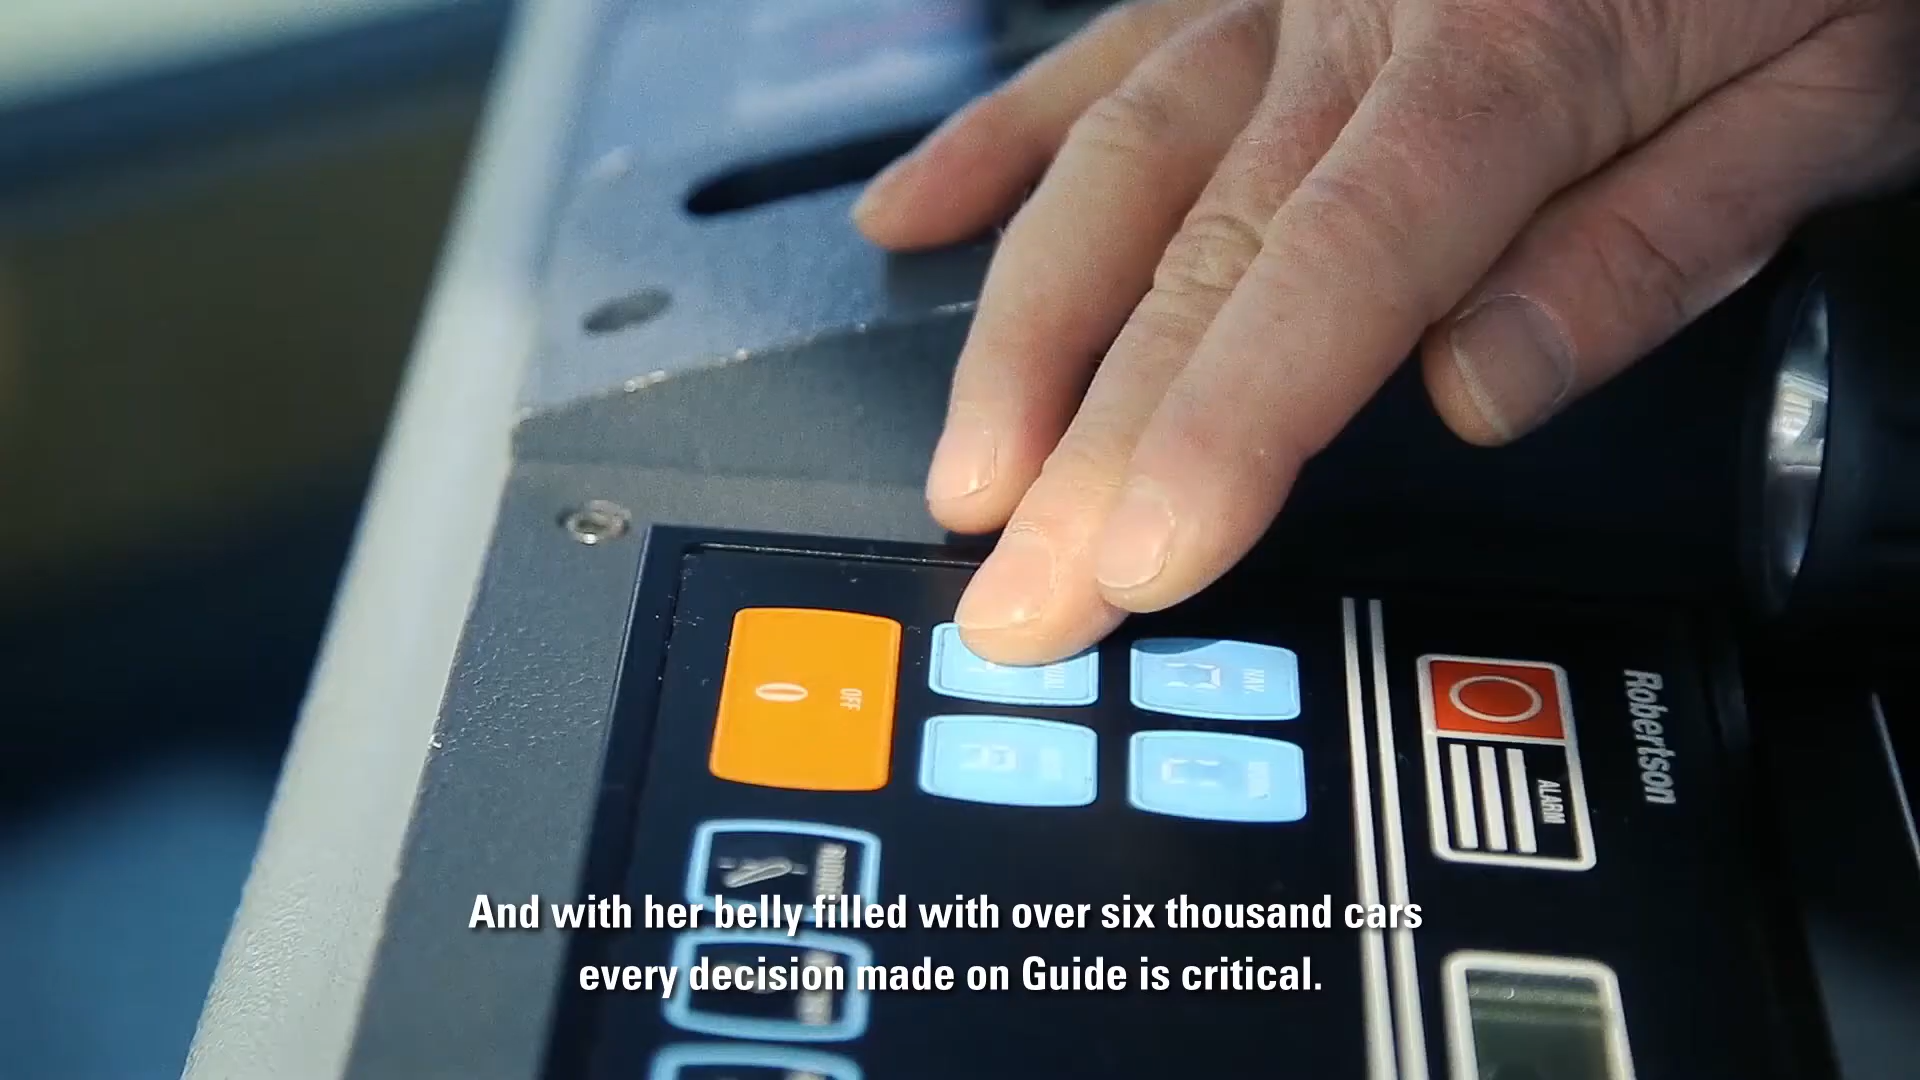 OFF
0
NAV.
ALARM
Robertson
And with her belly filled with over six thousand cars
every decision made on Guide is critical.